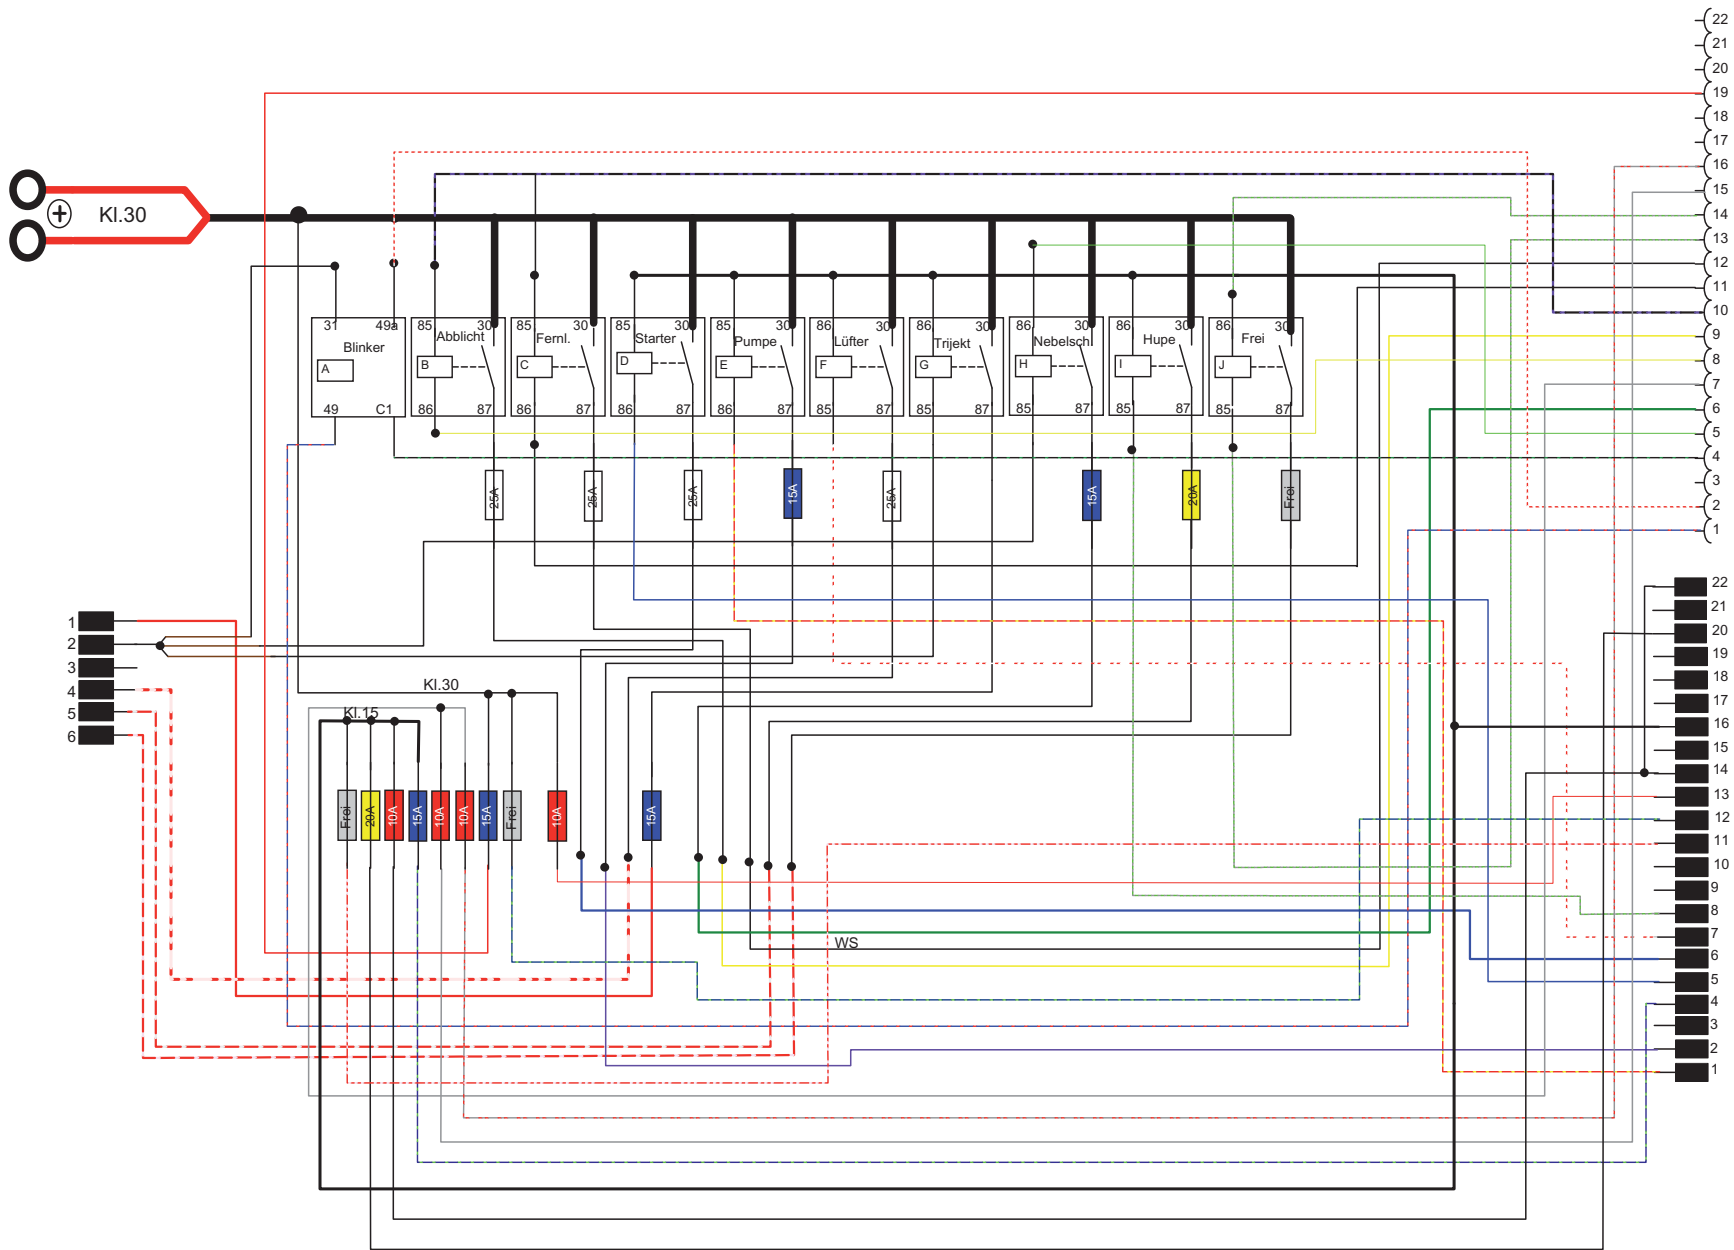 22
21
20
19
18
17
16
15
14
13
12
11
10
9
8
7
6
5
4
3
2
1
Kl.30
31 49a
Blinker
A
49 C1
85 30
Abblicht
B
86 87
85 30
Fernl.
C
86 87
85 30
Starter
D
86 87
85 30
Pumpe
E
86 87
86 30
Lüfter
F
85 87
86 30
Trijekt
G
85 87
86 30
Nebelsch
H
85 87
86 30
Hupe
I
85 87
86 30
Frei
J
85 87
25A 25A 25A 15A 25A 15A 20A Frei
1
2
3
4
5
6
Kl.30
Kl.15
Frei 20A 10A 15A 10A 10A 15A Frei 10A 15A
WS
22
21
20
19
18
17
16
15
14
13
12
11
10
9
8
7
6
5
4
3
2
1